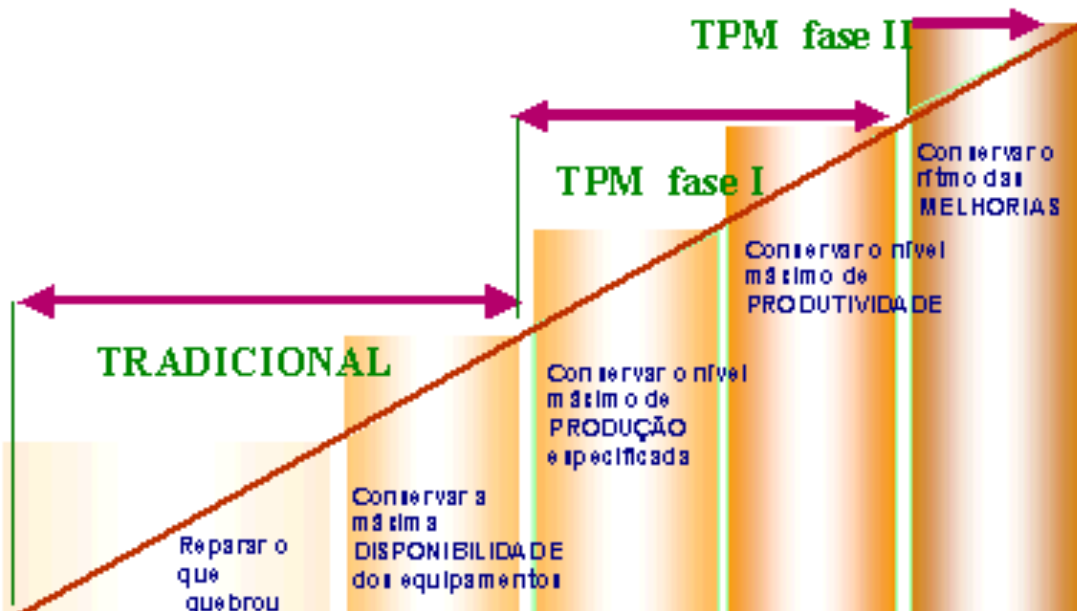 TPM fase II
TPM fase I
TRADICIONAL
Reparar o
que
quebrou
Conservar a
máxima
DISPONIBILIDADE
dos equipamentos
Conservar o nível
máximo de
PRODUÇÃO
especificada
Conservar o nível
máximo de
PRODUTIVIDADE
Conservar o
rítmo das
MELHORIAS